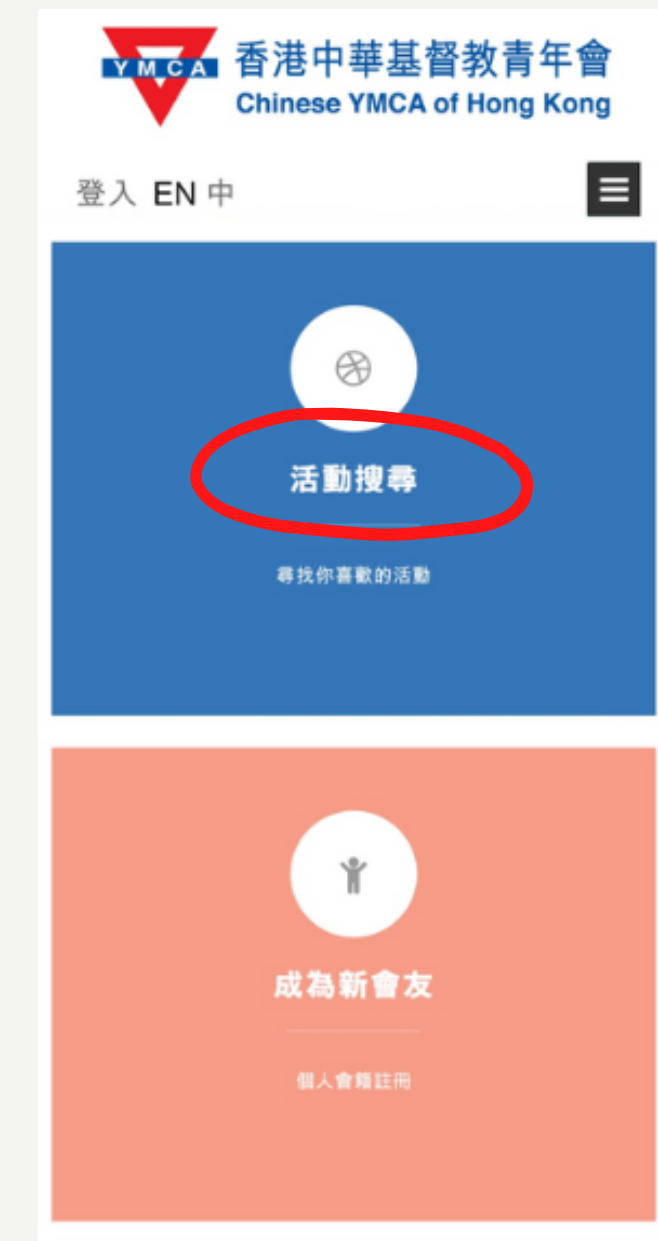 YMCA
香港中華基督教青年會
Chinese YMCA of Hong Kong
登入 EN 中
活動搜尋
尋找你喜歡的活動
成為新會友
個人會籍註冊